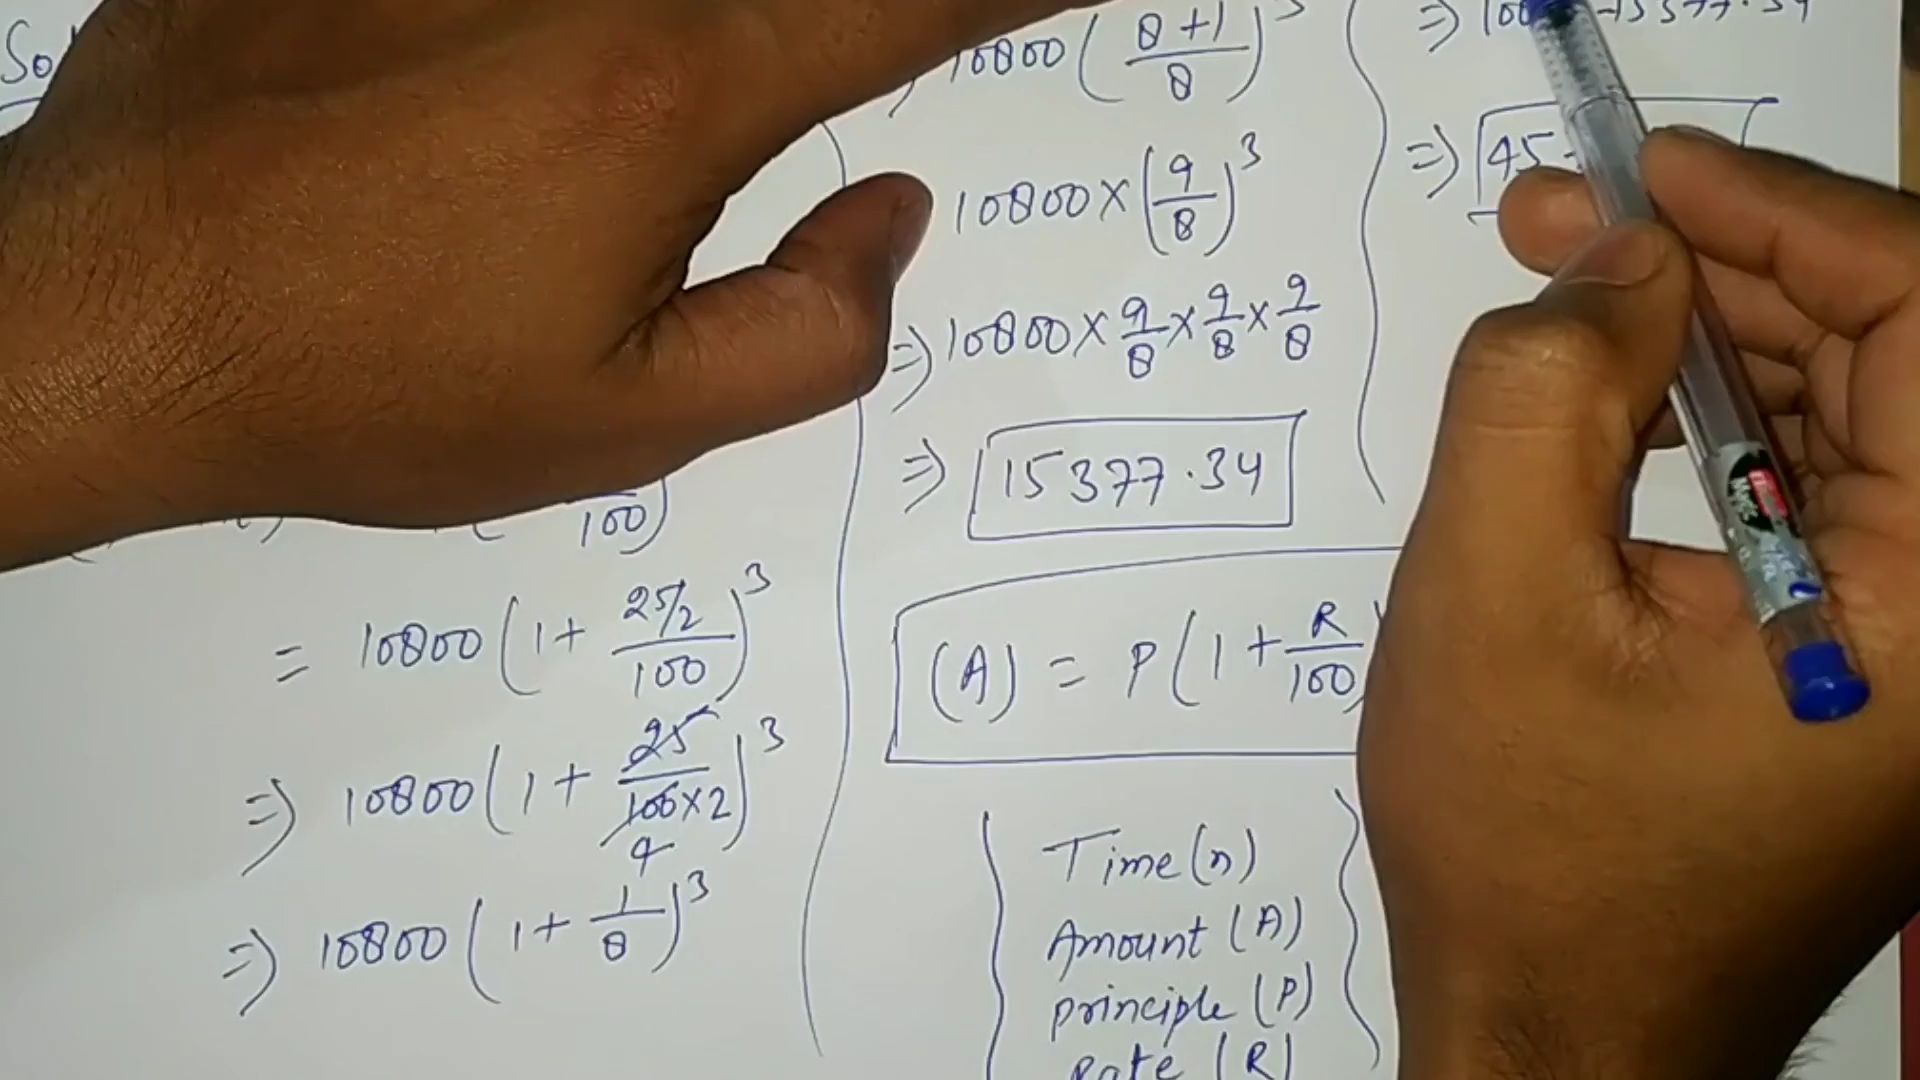 So
100)
= 10800 (1 + 25/2 / 100)³
=> 10800 (1 + 25 / 100×2)³
4
=> 10800 (1 + 1/8)³
10800 (8+1 / 8)³
10800 × (9/8)³
=> 10800 × 9/8 × 9/8 × 9/8
=> 15377.34
(A) = P(1 + R/100
Time (n)
Amount (A)
principle (P)
Rate (R)
=> 15377.34
=> 45